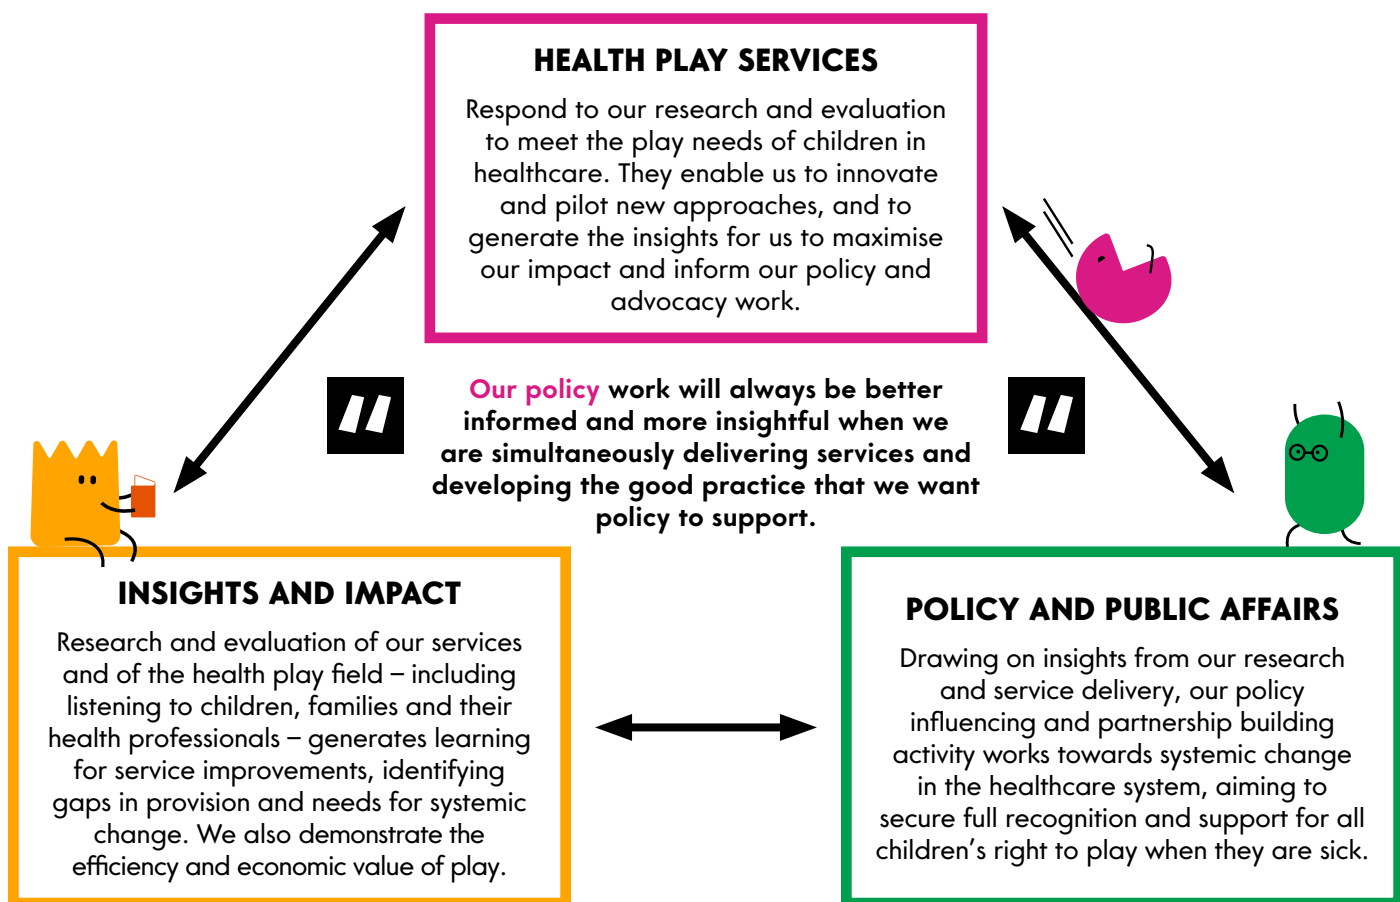 HEALTH PLAY SERVICES
Respond to our research and evaluation
to meet the play needs of children in
healthcare. They enable us to innovate
and pilot new approaches, and to
generate the insights for us to maximise
our impact and inform our policy and
advocacy work.
"
Our policy work will always be better
informed and more insightful when we
are simultaneously delivering services and
developing the good practice that we want
policy to support.
"
INSIGHTS AND IMPACT
Research and evaluation of our services
and of the health play field – including
listening to children, families and their
health professionals – generates learning
for service improvements, identifying
gaps in provision and needs for systemic
change. We also demonstrate the
efficiency and economic value of play.
POLICY AND PUBLIC AFFAIRS
Drawing on insights from our research
and service delivery, our policy
influencing and partnership building
activity works towards systemic change
in the healthcare system, aiming to
secure full recognition and support for all
children’s right to play when they are sick.